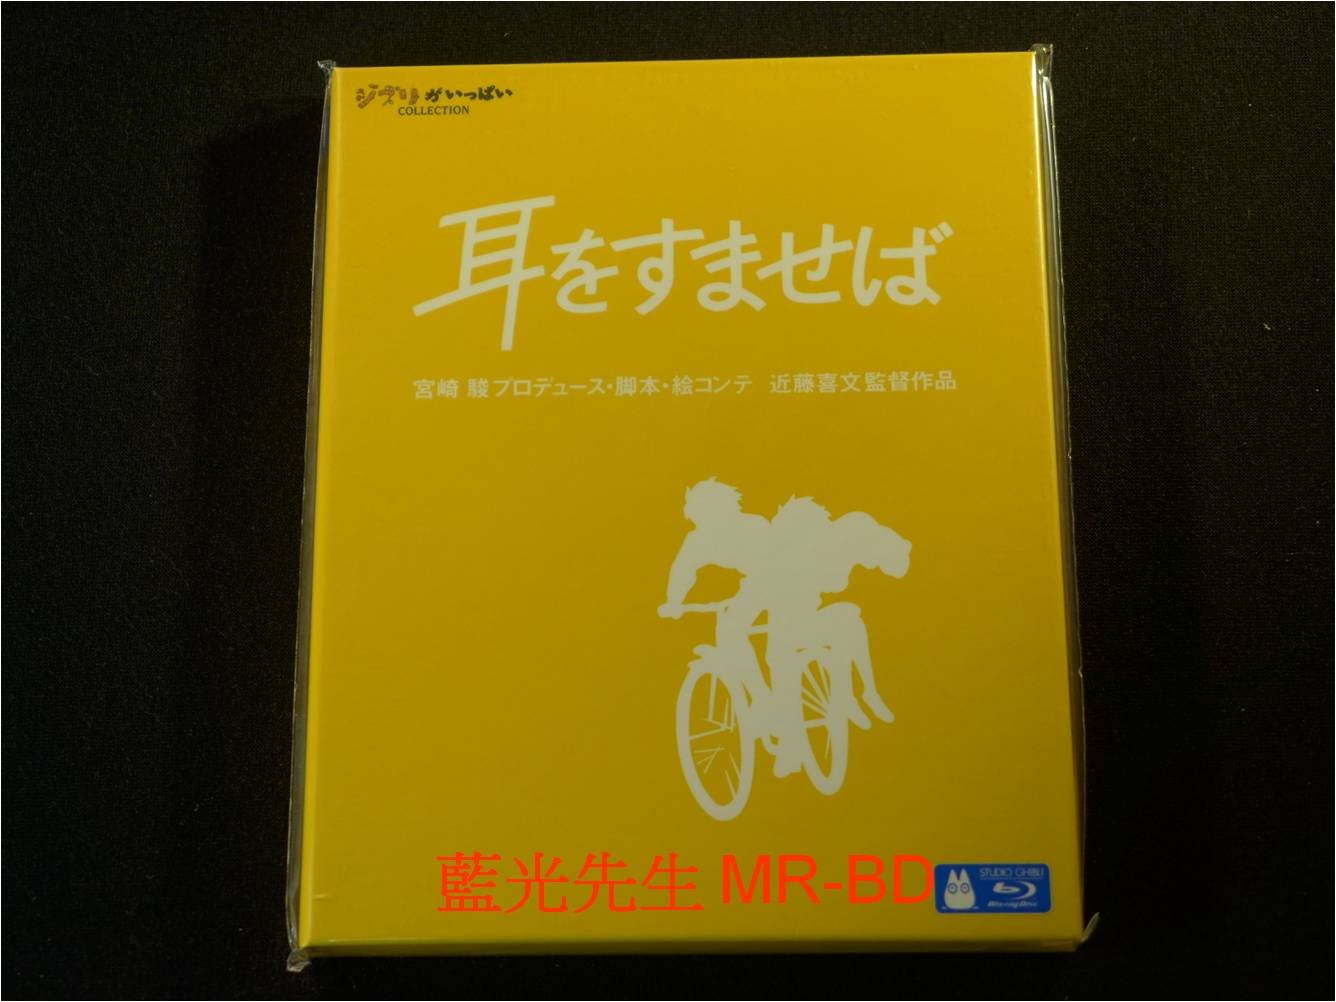 ジブリがいっぱい
COLLECTION
耳をすませば
宮崎 駿プロデュース・脚本・絵コンテ 近藤喜文監督作品
藍光先生 MR-BD
STUDIO GHIBLI
Blu-ray Disc